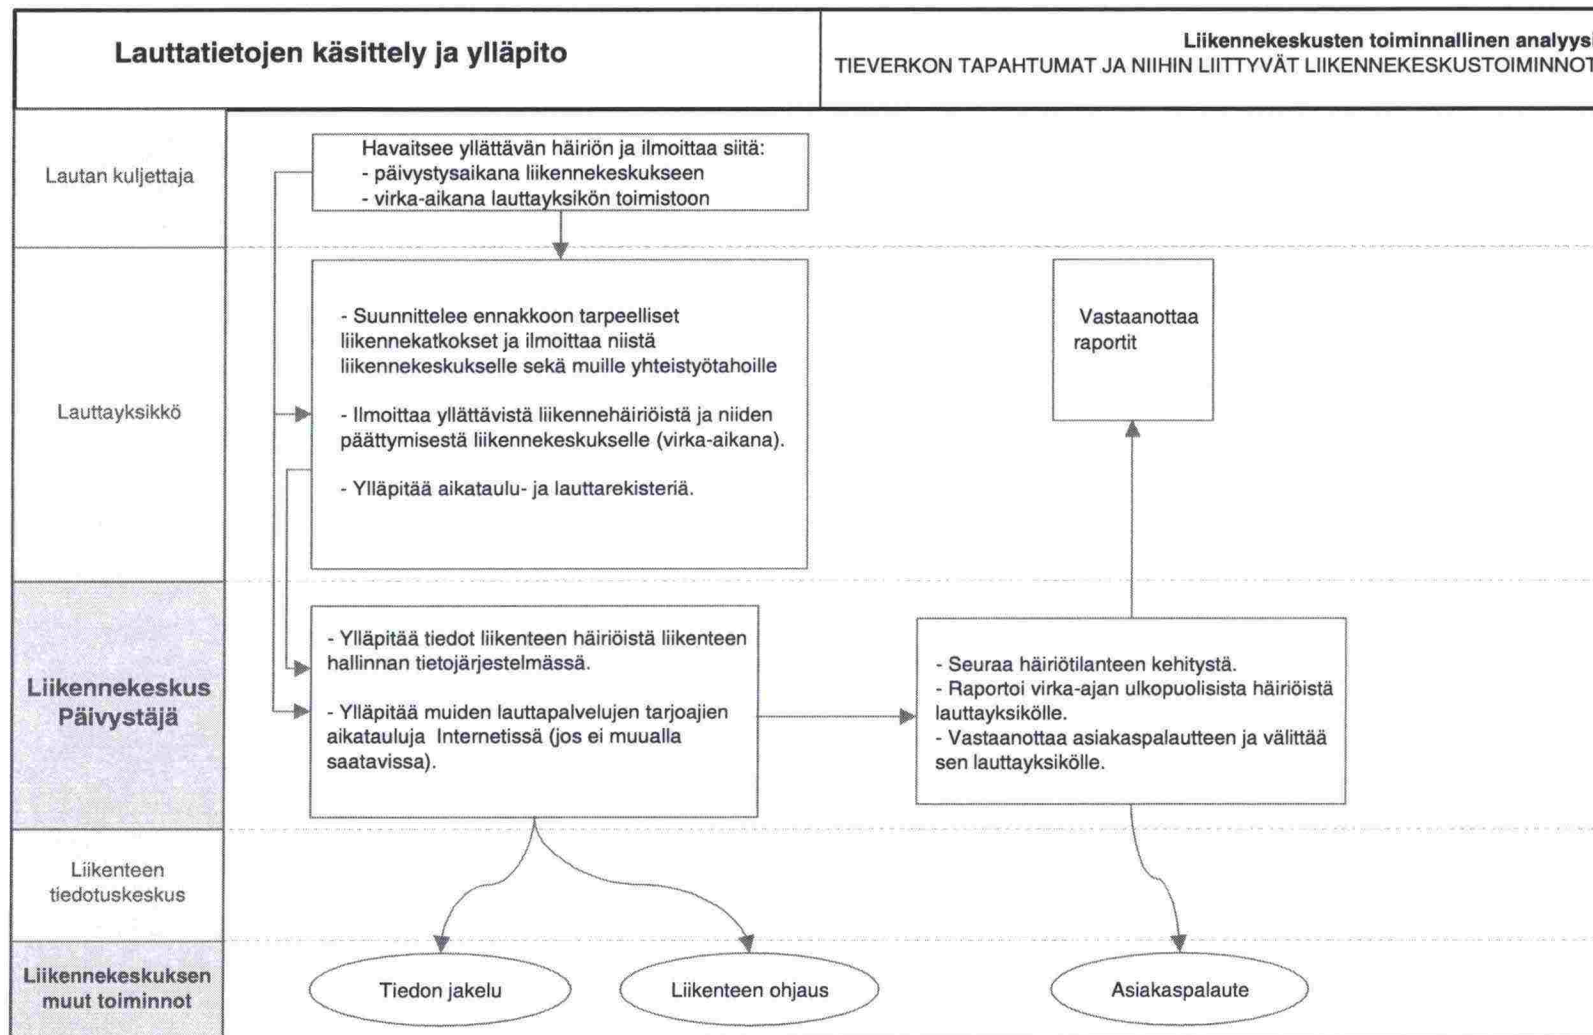 Lauttatietojen käsittely ja ylläpito
Liikennekeskusten toiminnallinen analyysi
TIEVERKON TAPAHTUMAT JA NIIHIN LIITTYVÄT LIIKENNEKESKUSTOIMINNOT
Lautan kuljettaja
Havaitsee yllättävän häiriön ja ilmoittaa siitä:
- päivystysaikana liikennekeskukseen
- virka-aikana lauttayksikön toimistoon
Lauttayksikkö
- Suunnittelee ennakkoon tarpeelliset
liikennekatkokset ja ilmoittaa niistä
liikennekeskukselle sekä muille yhteistyötahoille
- Ilmoittaa yllättävistä liikennehäiriöistä ja niiden
päättymisestä liikennekeskukselle (virka-aikana).
- Ylläpitää aikataulu- ja lauttarekisteriä.
Vastaanottaa
raportit
Liikennekeskus
Päivystäjä
- Ylläpitää tiedot liikenteen häiriöistä liikenteen
hallinnan tietojärjestelmässä.
- Ylläpitää muiden lauttapalvelujen tarjoajien
aikatauluja Internetissä (jos ei muualla
saatavissa).
- Seuraa häiriötilanteen kehitystä.
- Raportoi virka-ajan ulkopuolisista häiriöistä
lauttayksikölle.
- Vastaanottaa asiakaspalautteen ja välittää
sen lauttayksikölle.
Liikenteen
tiedotuskeskus
Liikennekeskuksen
muut toiminnot
Tiedon jakelu
Liikenteen ohjaus
Asiakaspalaute